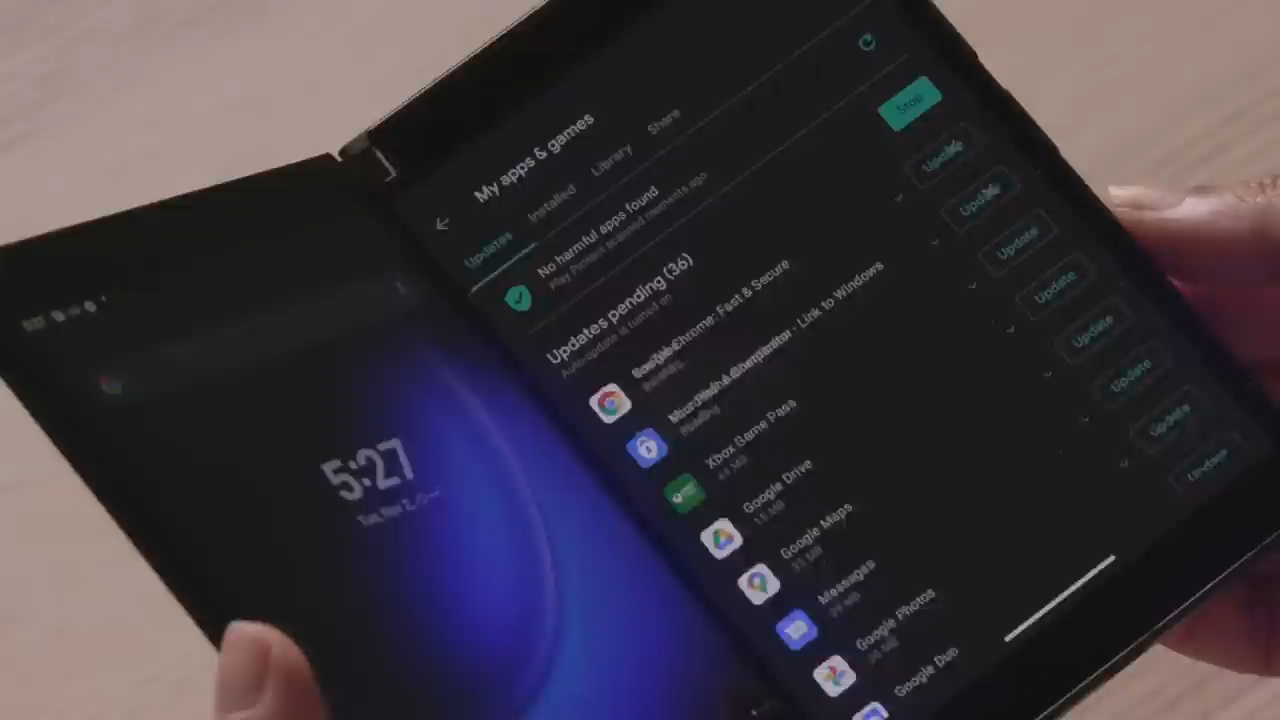 5:27
My apps & games
Updates
Installed
Library
Share
No harmful apps found
Play Protect scanned moments ago
Stop
Updates pending (36)
Auto-update is turned on
Chrome: Fast & Secure
Update
- Link to Windows
Update
Xbox Game Pass
Update
Google Drive
Update
Google Maps
Update
Messages
Update
Google Photos
Update
Google Duo
Update